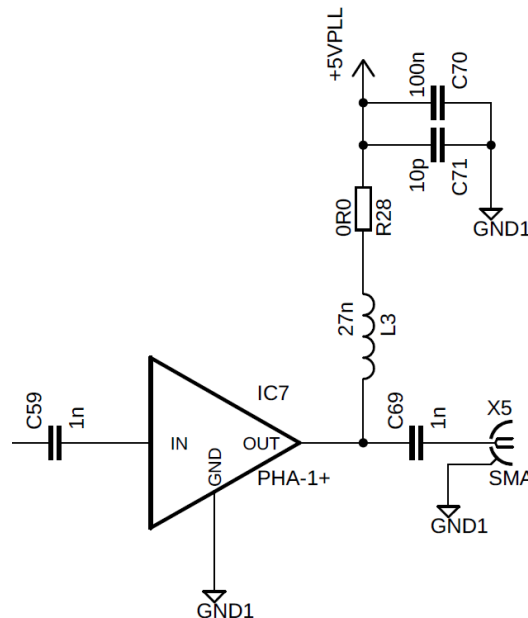 +5VPLL
100n
C70
10p
C71
GND1
0R0
R28
27n
L3
C59
1n
IC7
IN
OUT
GND
PHA-1+
GND1
C69
1n
X5
SMA
GND1